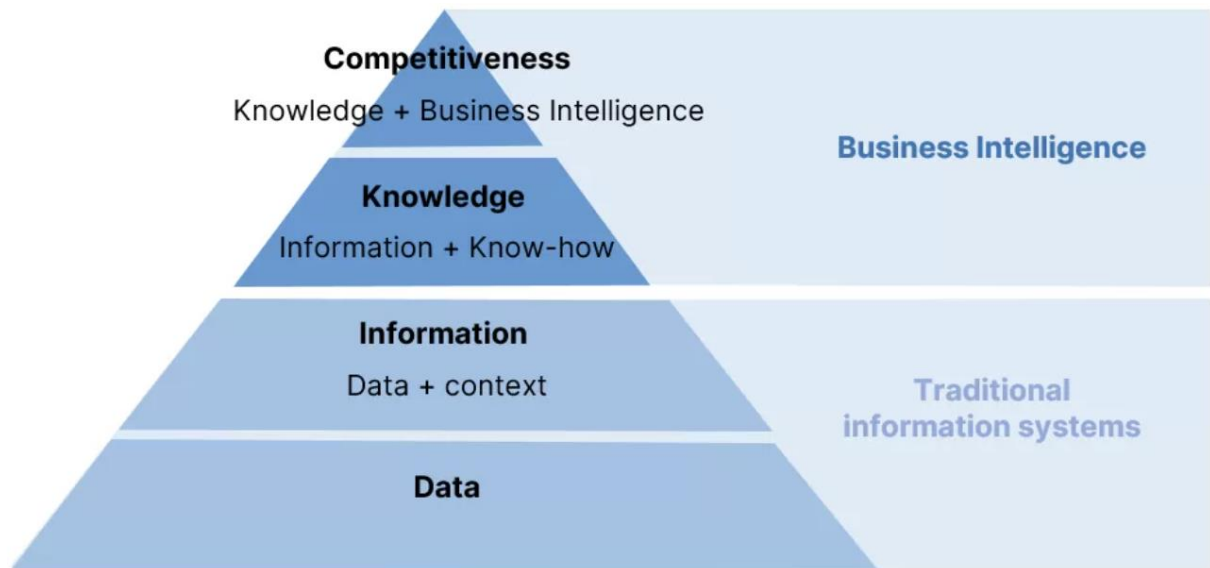 Competitiveness
Knowledge + Business Intelligence
Business Intelligence
Knowledge
Information + Know-how
Information
Data + context
Traditional
information systems
Data